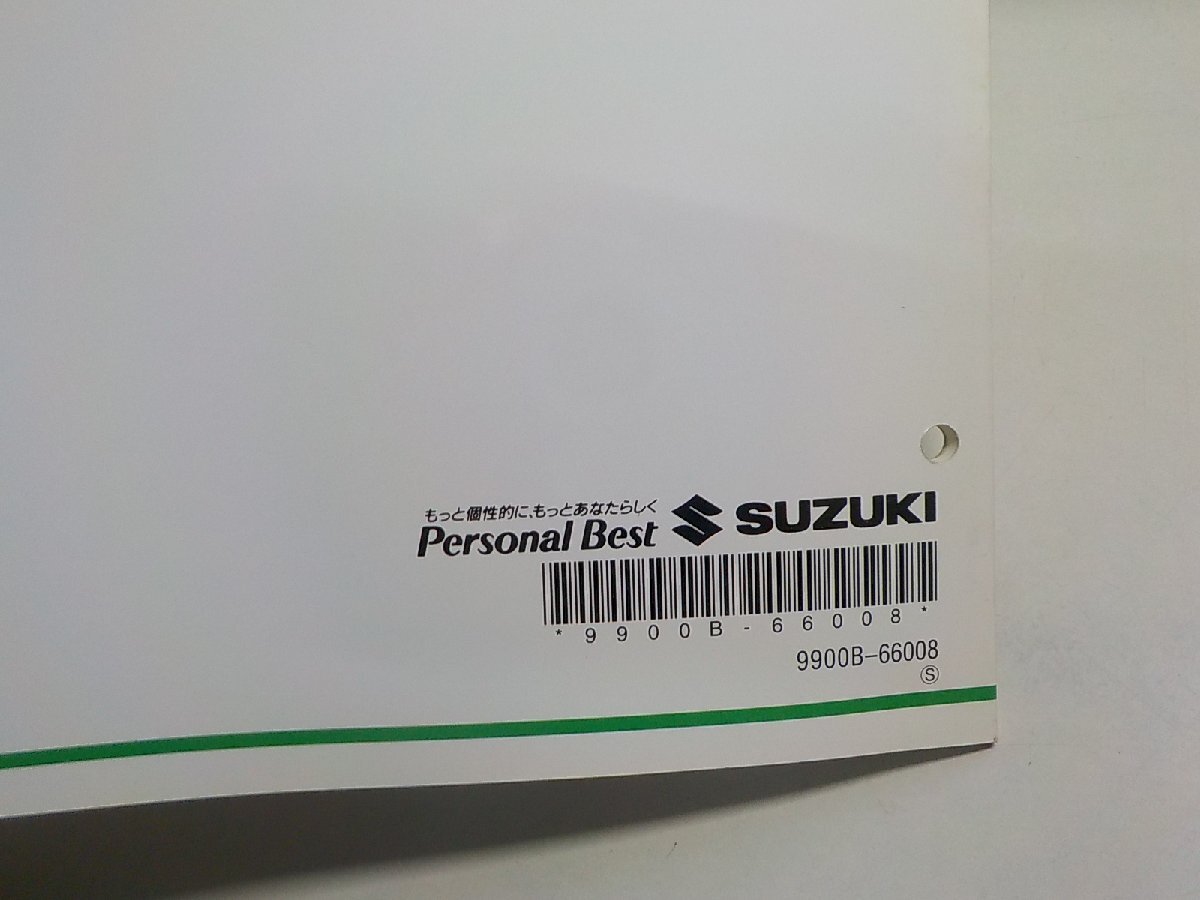 もっと個性的に、もっとあなたらしく
Personal Best SUZUKI
*9900B-66008*
9900B-66008
Ⓢ